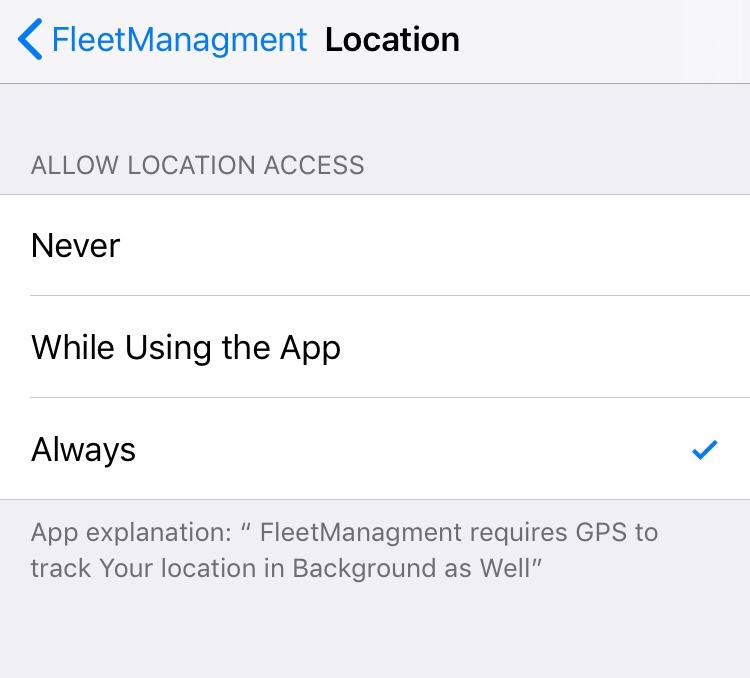 FleetManagment Location
ALLOW LOCATION ACCESS
Never
While Using the App
Always
App explanation: “ FleetManagment requires GPS to
track Your location in Background as Well”